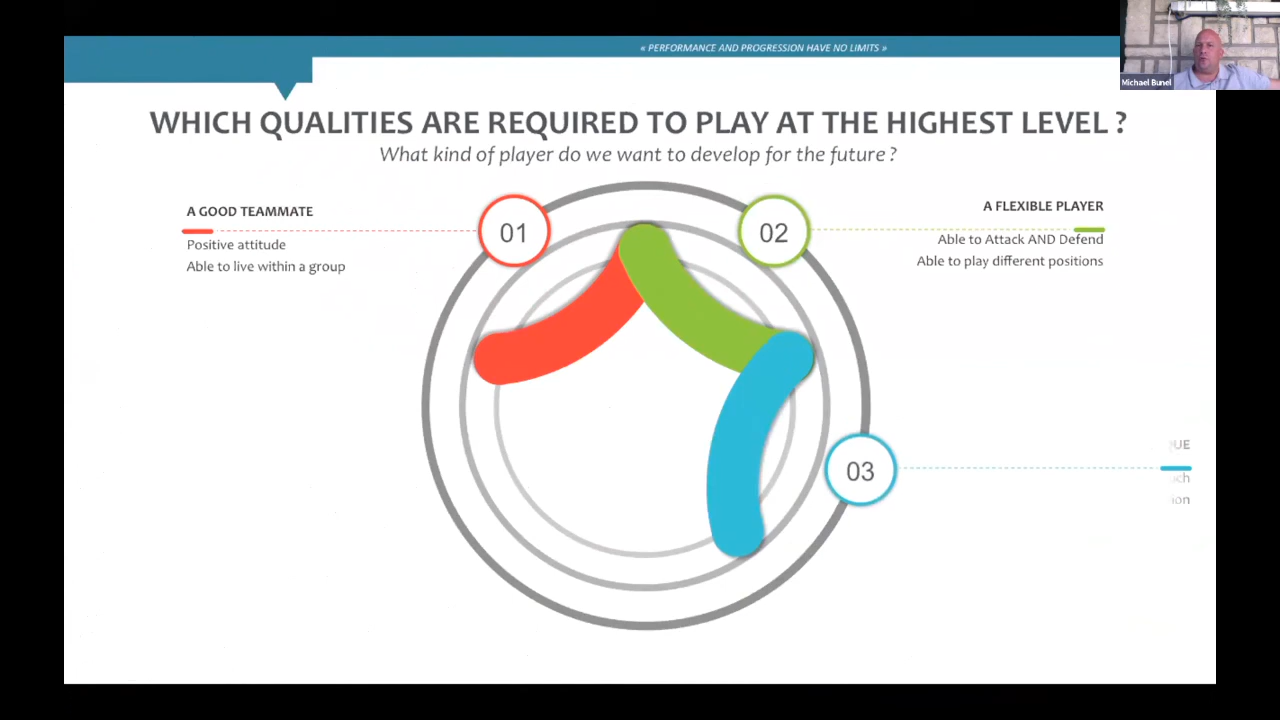 « PERFORMANCE AND PROGRESSION HAVE NO LIMITS »
Michael Bunel
WHICH QUALITIES ARE REQUIRED TO PLAY AT THE HIGHEST LEVEL ?
What kind of player do we want to develop for the future ?
A GOOD TEAMMATE
Positive attitude
Able to live within a group
01
02
A FLEXIBLE PLAYER
Able to Attack AND Defend
Able to play different positions
03